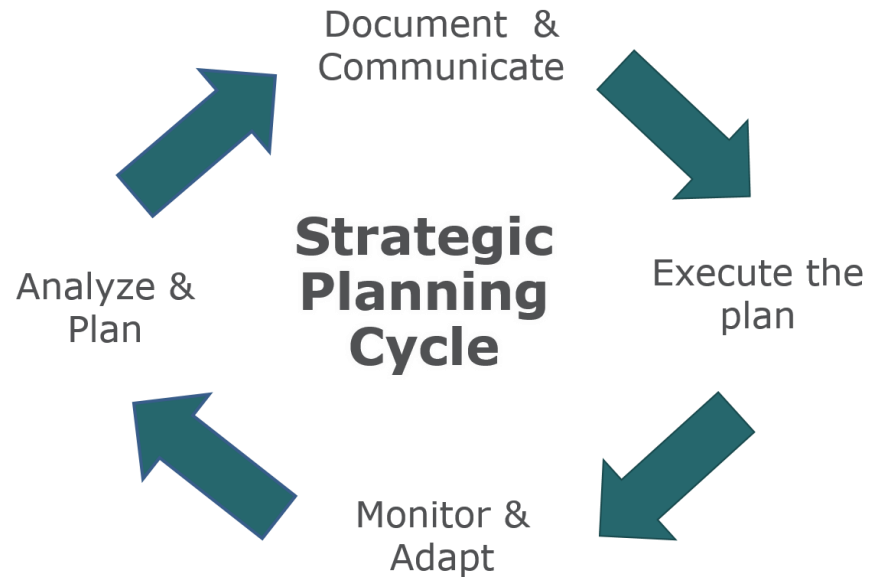 Document &
Communicate
Strategic
Planning
Cycle
Execute the
plan
Monitor &
Adapt
Analyze &
Plan